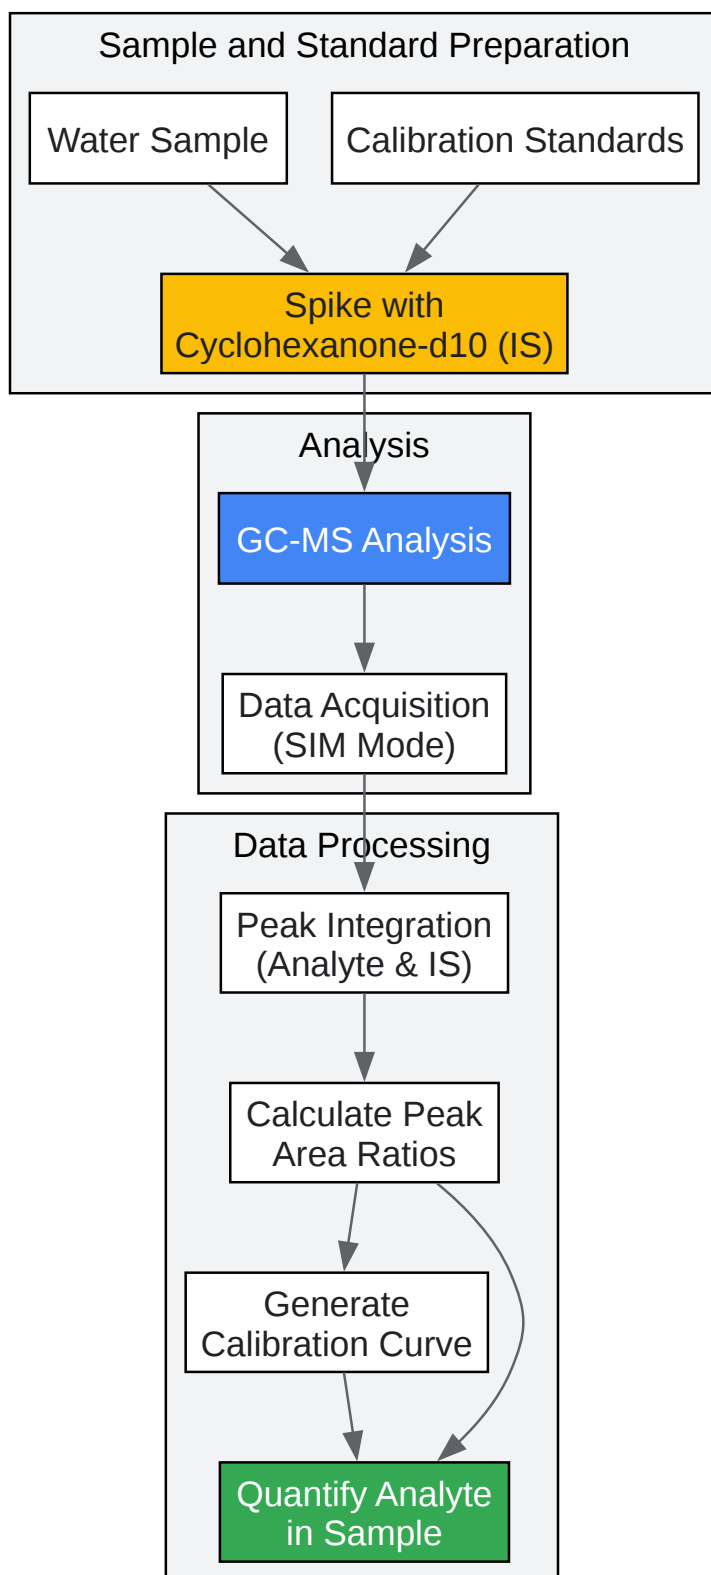 Sample and Standard Preparation
Water Sample
Calibration Standards
Spike with
Cyclohexanone-d10 (IS)
Analysis
GC-MS Analysis
Data Acquisition
(SIM Mode)
Data Processing
Peak Integration
(Analyte & IS)
Calculate Peak
Area Ratios
Generate
Calibration Curve
Quantify Analyte
in Sample